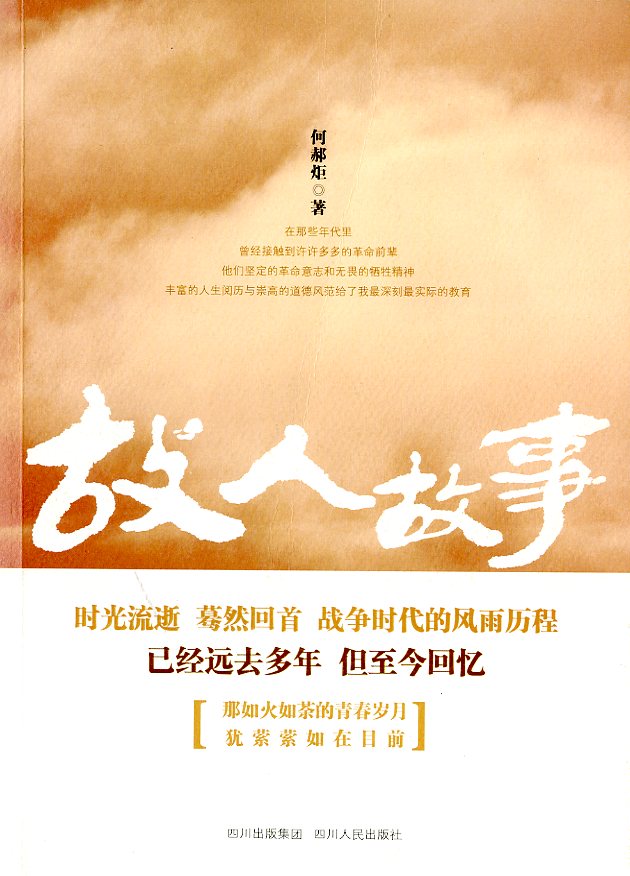 何郝炬◎著
在那些年代里
曾经接触到许许多多的革命前辈
他们坚定的革命意志和无畏的牺牲精神
丰富的人生阅历与崇高的道德风范给了我最深刻最实际的教育
故人故事
时光流逝 蓦然回首 战争时代的风雨历程
已经远去多年 但至今回忆
[那如火如荼的青春岁月
犹萦萦如在目前]
四川出版集团 四川人民出版社